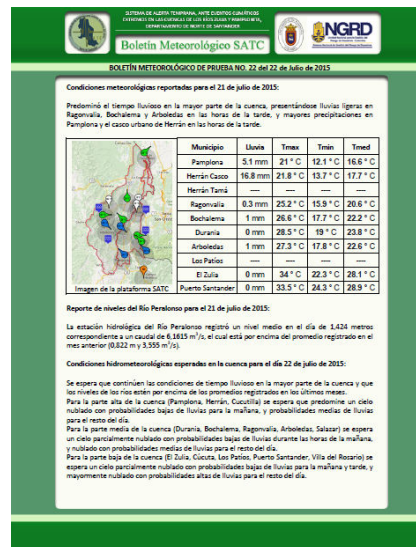 SISTEMA DE ALERTA TEMPRANA, ANTE EVENTOS CLIMÁTICOS
EXTREMOS EN LAS CUENCAS DE LOS RÍOS ZULIA Y PAMPLONITA,
DEPARTAMENTO DE NORTE DE SANTANDER
Boletín Meteorológico SATC
NGRD
BOLETÍN METEOROLÓGICO DE PRUEBA NO. 22 del 22 de Julio de 2015
Condiciones meteorológicas reportadas para el 21 de julio de 2015:
Predominó el tiempo lluvioso en la mayor parte de la cuenca, presentándose lluvias ligeras en
Ragonvalia, Bochalema y Arboledas en las horas de la tarde, y mayores precipitaciones en
Pamplona y el casco urbano de Herrán en las horas de la tarde.
Municipio Lluvia Tmax Tmin Tmed
Pamplona 5.1 mm 21 ° C 12.1 ° C 16.6 ° C
Herrán Casco 16.8 mm 21.8 ° C 13.7 ° C 17.7 ° C
Herrán Tamá ---- ---- ---- ----
Ragonvalia 0.3 mm 25.2 ° C 15.9 ° C 20.6 ° C
Bochalema 1 mm 26.6 ° C 17.7 ° C 22.2 ° C
Durania 0 mm 28.5 ° C 19 ° C 23.8 ° C
Arboledas 1 mm 27.3 ° C 17.8 ° C 22.6 ° C
Los Patios ---- ---- ---- ----
El Zulia 0 mm 34 ° C 22.3 ° C 28.1 ° C
Puerto Santander 0 mm 33.5 ° C 24.3 ° C 28.9 ° C
Imagen de la plataforma SATC
Reporte de niveles del Río Peralonso para el 21 de julio de 2015:
La estación hidrológica del Río Peralonso registró un nivel medio en el día de 1,424 metros
correspondiente a un caudal de 6,1615 m³/s, el cual está por encima del promedio registrado en el
mes anterior (0,822 m y 3,555 m³/s).
Condiciones hidrometeorológicas esperadas en la cuenca para el día 22 de julio de 2015:
Se espera que continúen las condiciones de tiempo lluvioso en la mayor parte de la cuenca y que
los niveles de los ríos estén por encima de los promedios registrados en los últimos meses.
Para la parte alta de la cuenca (Pamplona, Herrán, Cucutilla) se espera que predomine un cielo
nublado con probabilidades bajas de lluvias para la mañana, y probabilidades medias de lluvias
para el resto del día.
Para la parte media de la cuenca (Durania, Bochalema, Ragonvalia, Arboledas, Salazar) se espera
un cielo parcialmente nublado con probabilidades bajas de lluvias durante las horas de la mañana,
y nublado con probabilidades medias de lluvias para el resto del día.
Para la parte baja de la cuenca (El Zulia, Cúcuta, Los Patios, Puerto Santander, Villa del Rosario) se
espera un cielo parcialmente nublado con probabilidades bajas de lluvias para la mañana y tarde, y
mayormente nublado con probabilidades altas de lluvias para el resto del día.